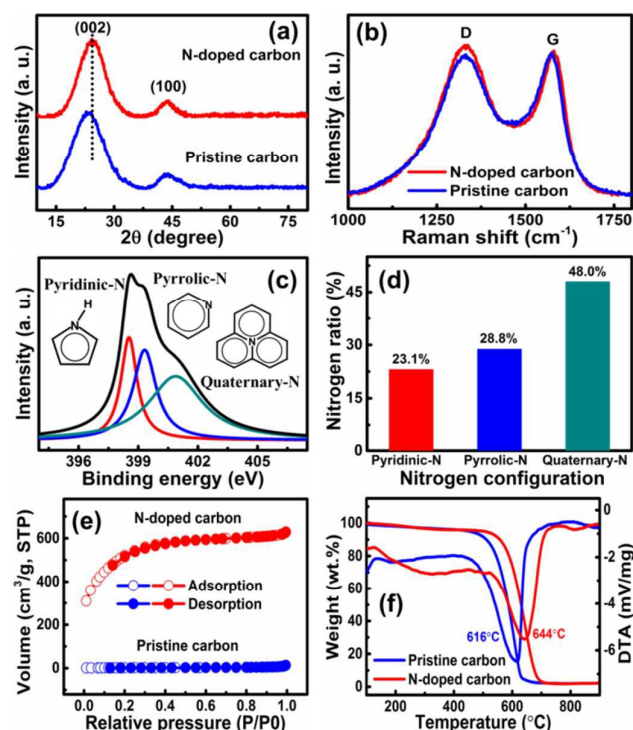 (a)
(002)
N-doped carbon
(100)
Pristine carbon
Intensity (a. u.)
15 30 45 60 75
2θ (degree)
(b)
D
G
N-doped carbon
Pristine carbon
Intensity (a. u.)
1000 1250 1500 1750
Raman shift (cm⁻¹)
(c)
Pyridinic-N
H
N
Pyrrolic-N
N
N
Quaternary-N
Intensity (a. u.)
396 399 402 405
Binding energy (eV)
(d)
48.0%
28.8%
23.1%
Nitrogen ratio (%)
45
30
15
0
Pyridinic-N Pyrrolic-N Quaternary-N
Nitrogen configuration
(e)
N-doped carbon
Adsorption
Desorption
Pristine carbon
Volume (cm³/g, STP)
600
400
200
0
0.0 0.2 0.4 0.6 0.8 1.0
Relative pressure (P/P0)
(f)
616°C
644°C
Pristine carbon
N-doped carbon
Weight (wt.%)
100
80
60
40
20
0
DTA (mV/mg)
0
-2
-4
-6
200 400 600 800
Temperature (°C)